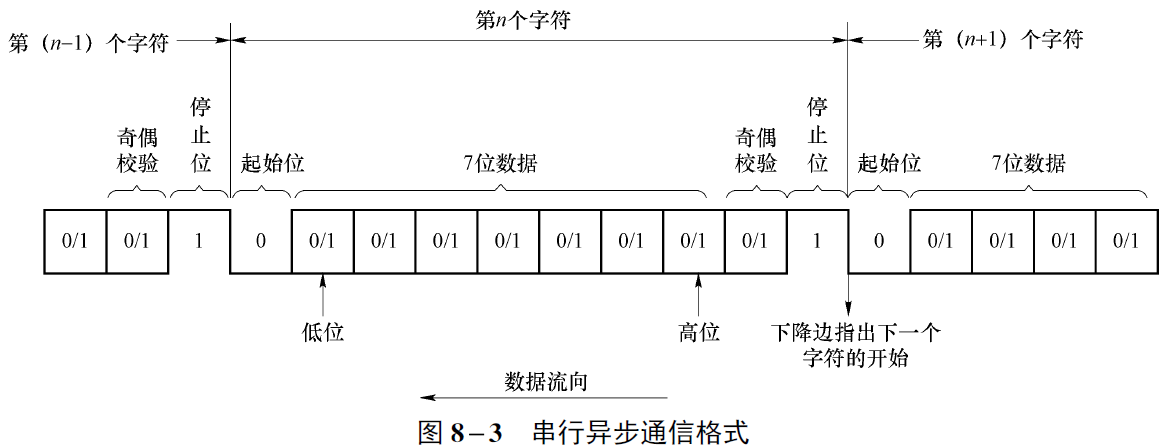 第n个字符
第（n−1）个字符
第（n+1）个字符
奇偶
校验
停
止
位
起始位
7位数据
奇偶
校验
停
止
位
起始位
7位数据
0/1 0/1 1 0 0/1 0/1 0/1 0/1 0/1 0/1 0/1 0/1 1 0 0/1 0/1 0/1 0/1
低位
高位
下降边指出下一个
字符的开始
数据流向
图 8−3 串行异步通信格式